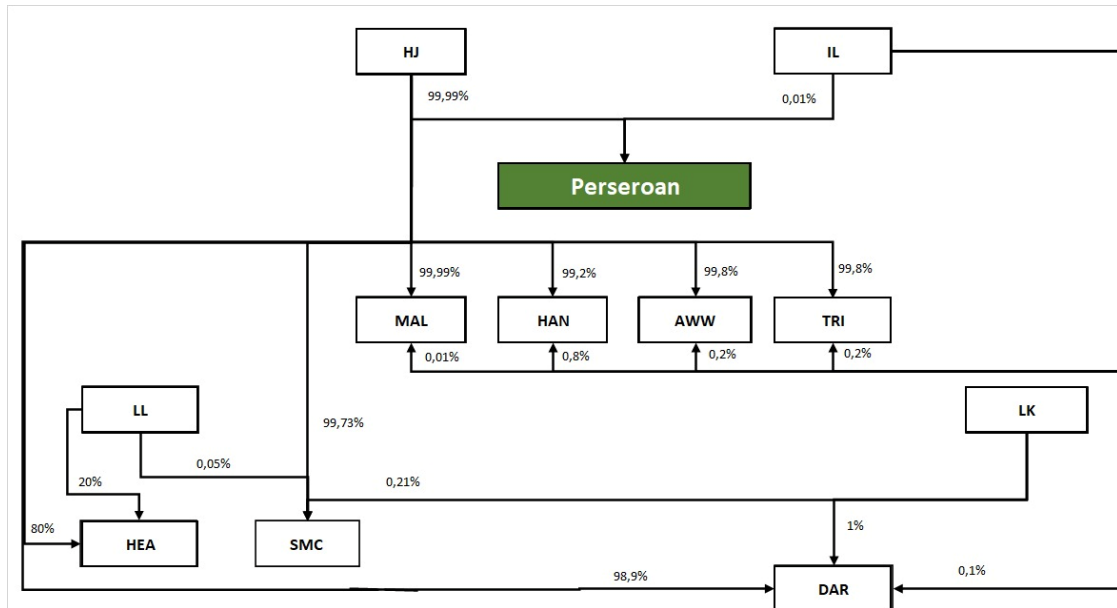 HJ
IL
99,99%
0,01%
Perseroan
99,99%
99,2%
99,8%
99,8%
MAL
HAN
AWW
TRI
0,01%
0,8%
0,2%
0,2%
LL
LK
99,73%
0,05%
20%
0,21%
80%
1%
HEA
SMC
98,9%
0,1%
DAR